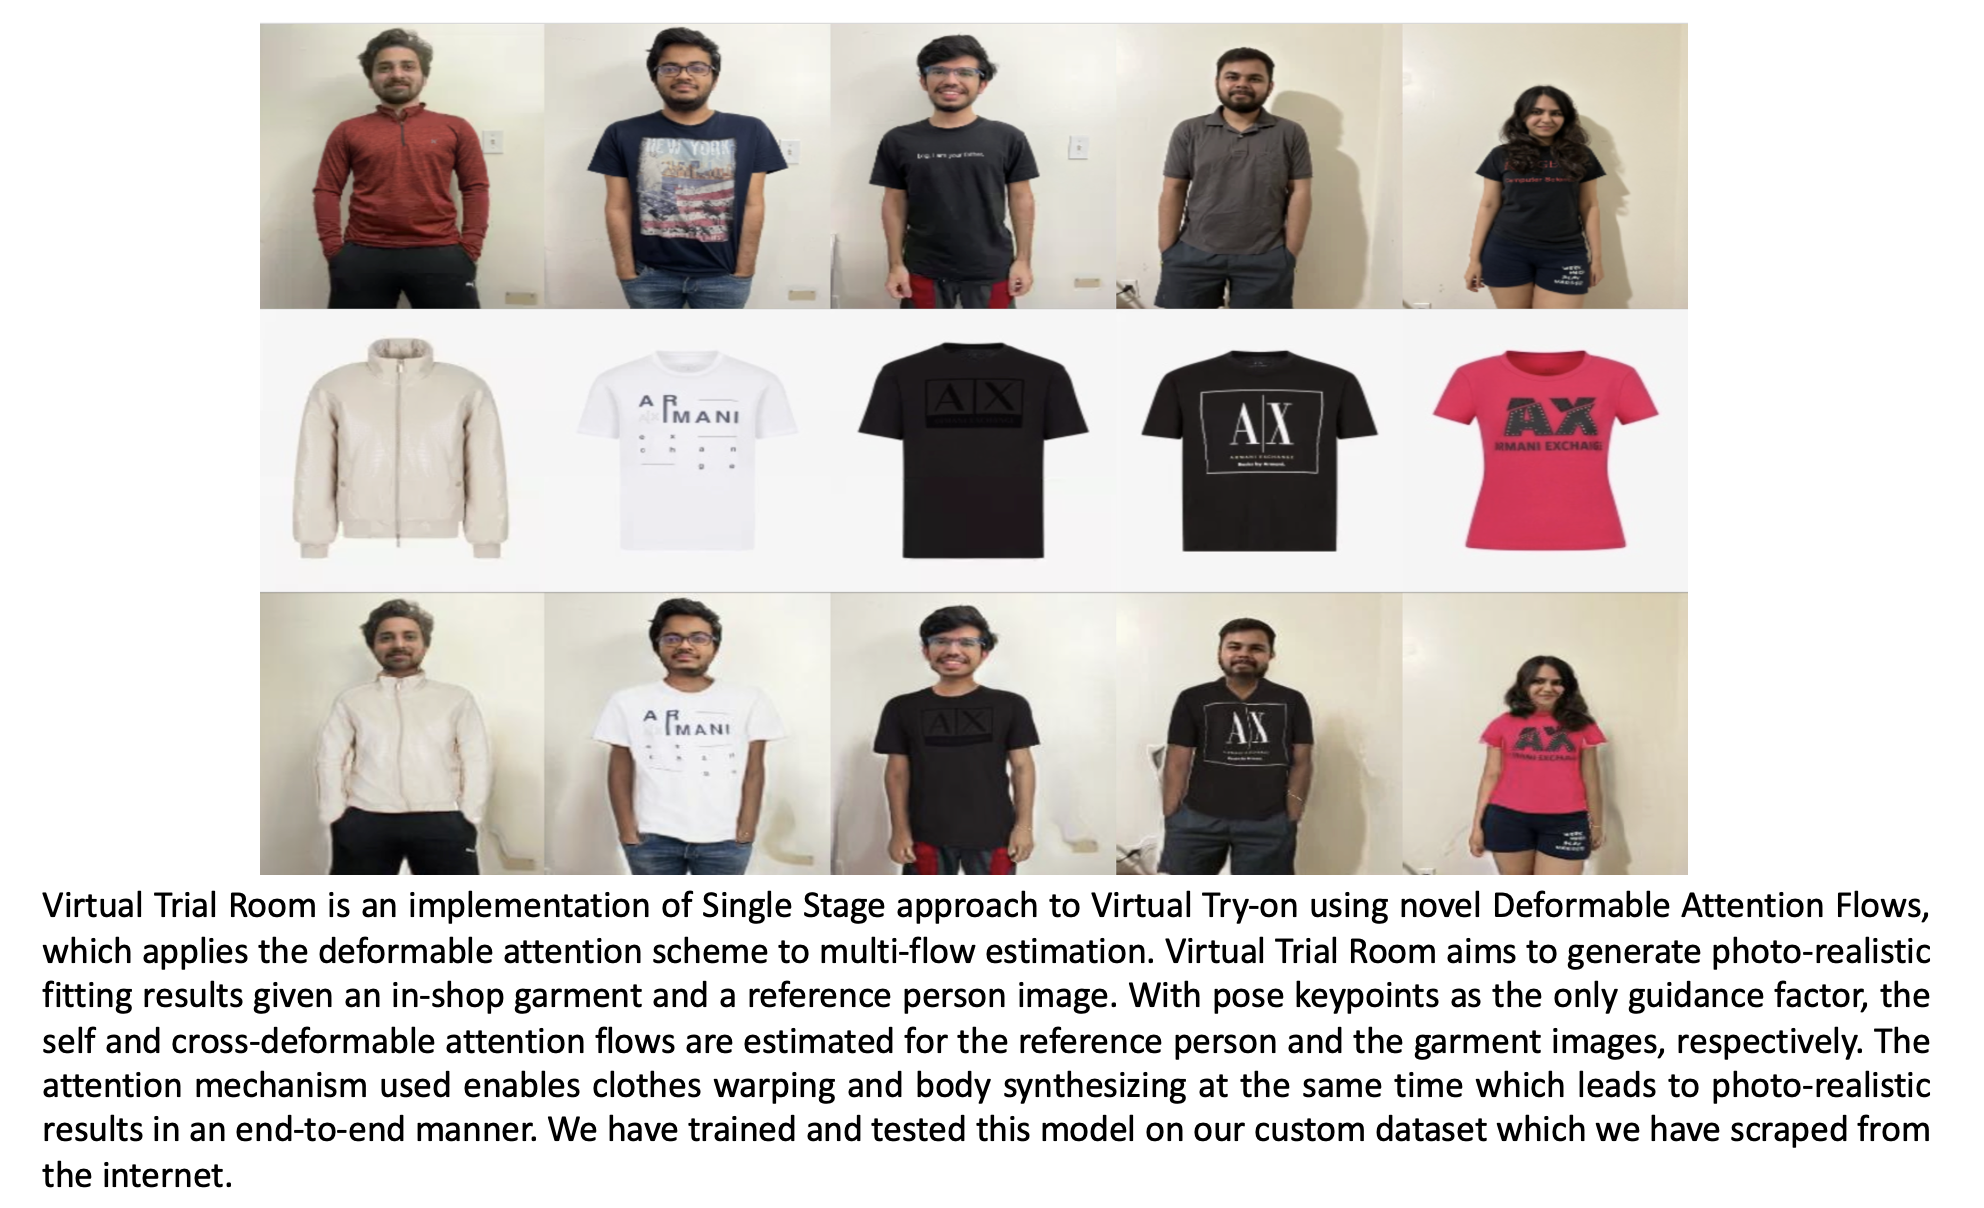 NEW YORK
A|X
A|X
AR
MANI
e x
c h a n
g e
ARMANI EXCHANGE
AX
ARMANI EXCHANGE
AR
MANI
A|X
A|X
AX
Virtual Trial Room is an implementation of Single Stage approach to Virtual Try-on using novel Deformable Attention Flows,
which applies the deformable attention scheme to multi-flow estimation. Virtual Trial Room aims to generate photo-realistic
fitting results given an in-shop garment and a reference person image. With pose keypoints as the only guidance factor, the
self and cross-deformable attention flows are estimated for the reference person and the garment images, respectively. The
attention mechanism used enables clothes warping and body synthesizing at the same time which leads to photo-realistic
results in an end-to-end manner. We have trained and tested this model on our custom dataset which we have scraped from
the internet.